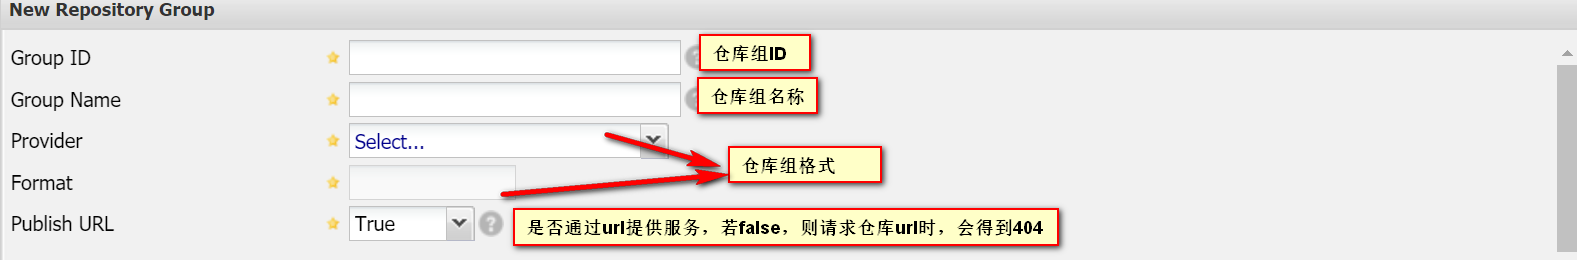 New Repository Group
Group ID
仓库组ID
Group Name
仓库组名称
Provider
Select...
仓库组格式
Format
Publish URL
True
?
是否通过url提供服务，若false，则请求仓库url时，会得到404